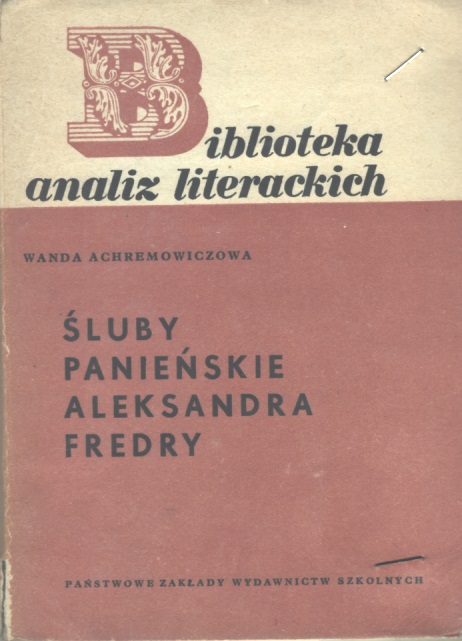 Biblioteka
analiz literackich
WANDA ACHREMOWICZOWA
ŚLUBY
PANIEŃSKIE
ALEKSANDRA
FREDRY
PAŃSTWOWE ZAKŁADY WYDAWNICTW SZKOLNYCH